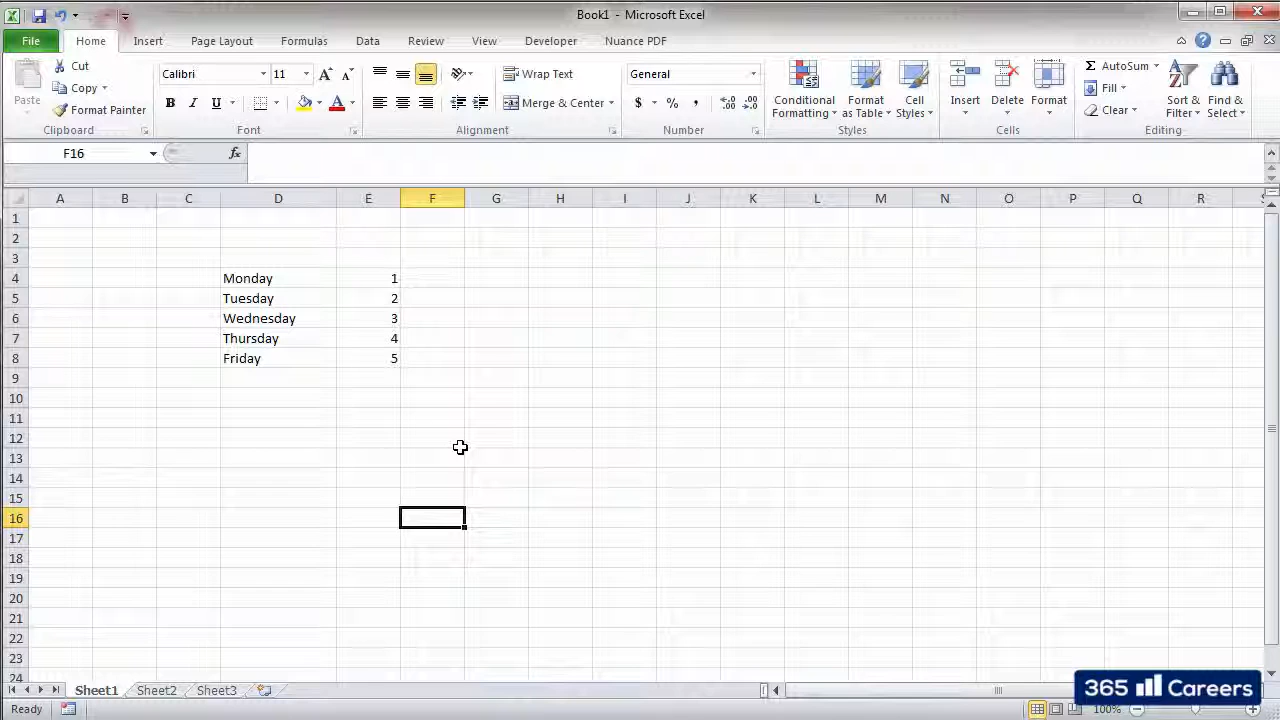 Book1 - Microsoft Excel
File Home Insert Page Layout Formulas Data Review View Developer Nuance PDF
Paste
Cut
Copy
Format Painter
Clipboard
Calibri 11
B I U
Font
Wrap Text
Merge & Center
Alignment
General
$ % ,
Number
Conditional Formatting
Format as Table
Cell Styles
Styles
Insert Delete Format
Cells
Σ AutoSum
Fill
Clear
Sort & Filter
Find & Select
Editing
F16 fx
A B C D E F G H I J K L M N O P Q R S
1
2
3
4 Monday 1
5 Tuesday 2
6 Wednesday 3
7 Thursday 4
8 Friday 5
9
10
11
12
13
14
15
16
17
18
19
20
21
22
23
24
Sheet1 Sheet2 Sheet3
365 Careers
Ready 100%